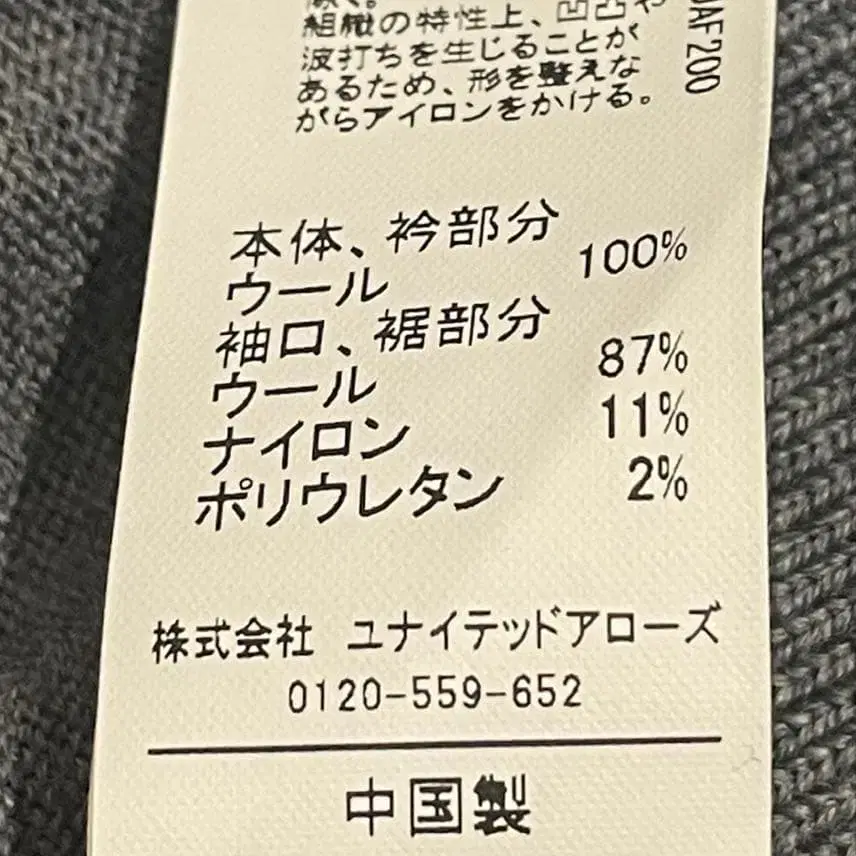 組織の特性上、凹凸や
波打ちを生じることが
あるため、形を整えな
がらアイロンをかける。
AF200
本体、衿部分
ウール 100%
袖口、裾部分
ウール 87%
ナイロン 11%
ポリウレタン 2%
株式会社 ユナイテッドアローズ
0120-559-652
中国製